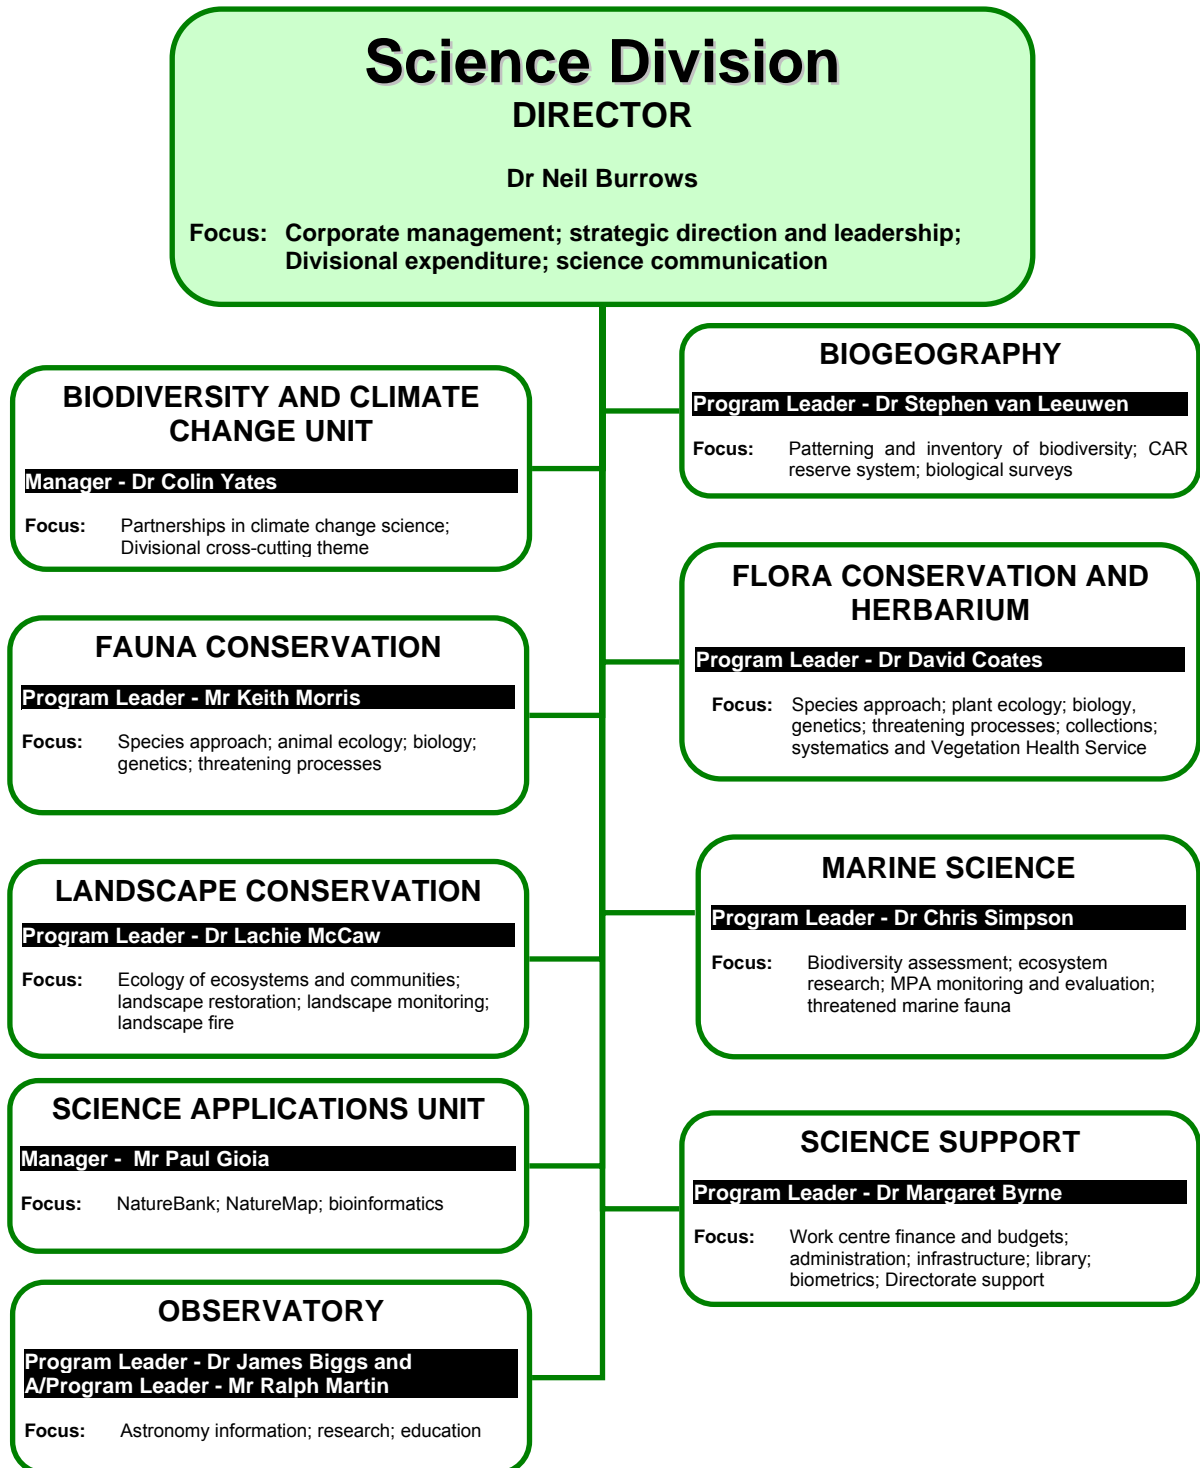 Science Division
DIRECTOR
Dr Neil Burrows
Focus: Corporate management; strategic direction and leadership;
Divisional expenditure; science communication
BIODIVERSITY AND CLIMATE
CHANGE UNIT
Manager - Dr Colin Yates
Focus: Partnerships in climate change science;
Divisional cross-cutting theme
BIOGEOGRAPHY
Program Leader - Dr Stephen van Leeuwen
Focus: Patterning and inventory of biodiversity; CAR
reserve system; biological surveys
FAUNA CONSERVATION
Program Leader - Mr Keith Morris
Focus: Species approach; animal ecology; biology;
genetics; threatening processes
FLORA CONSERVATION AND
HERBARIUM
Program Leader - Dr David Coates
Focus: Species approach; plant ecology; biology,
genetics; threatening processes; collections;
systematics and Vegetation Health Service
LANDSCAPE CONSERVATION
Program Leader - Dr Lachie McCaw
Focus: Ecology of ecosystems and communities;
landscape restoration; landscape monitoring;
landscape fire
MARINE SCIENCE
Program Leader - Dr Chris Simpson
Focus: Biodiversity assessment; ecosystem
research; MPA monitoring and evaluation;
threatened marine fauna
SCIENCE APPLICATIONS UNIT
Manager - Mr Paul Gioia
Focus: NatureBank; NatureMap; bioinformatics
SCIENCE SUPPORT
Program Leader - Dr Margaret Byrne
Focus: Work centre finance and budgets;
administration; infrastructure; library;
biometrics; Directorate support
OBSERVATORY
Program Leader - Dr James Biggs and
A/Program Leader - Mr Ralph Martin
Focus: Astronomy information; research; education